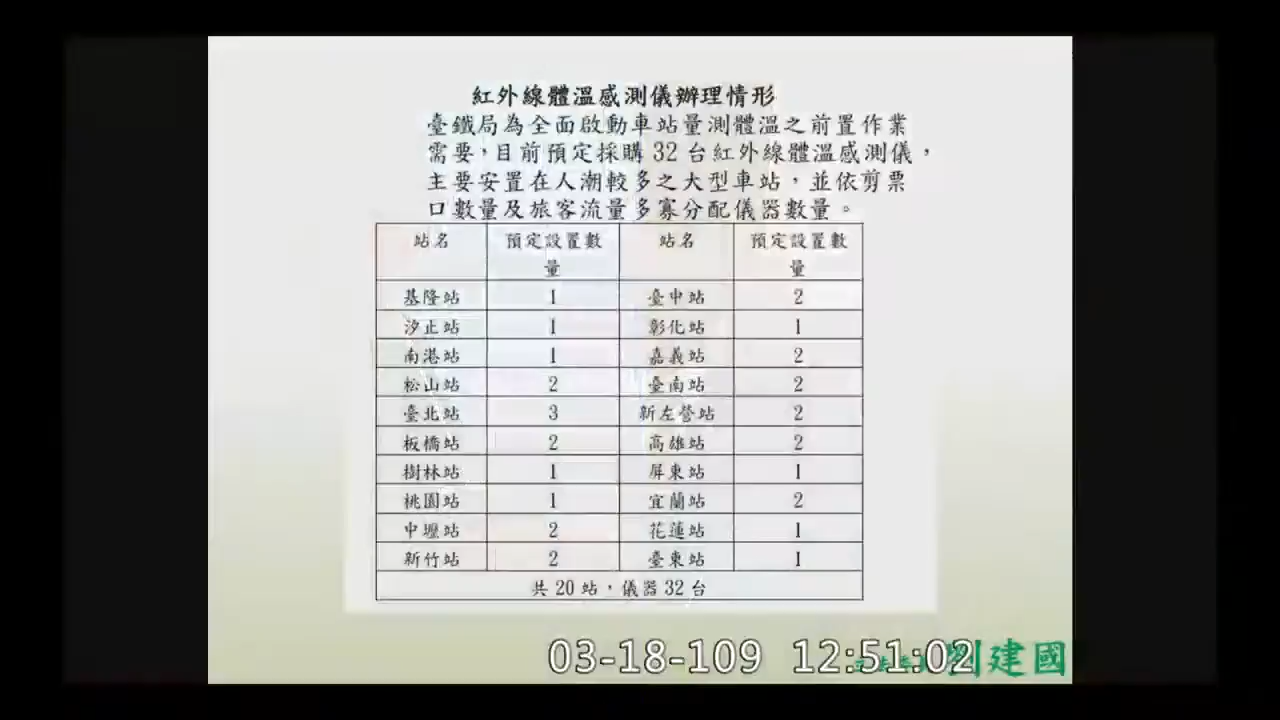 紅外線體溫感測儀辦理情形
臺鐵局為全面啟動車站量測體溫之前置作業
需要，目前預定採購 32 台紅外線體溫感測儀，
主要安置在人潮較多之大型車站，並依剪票
口數量及旅客流量多寡分配儀器數量。
站名 預定設置數量 站名 預定設置數量
基隆站 1 臺中站 2
汐止站 1 彰化站 1
南港站 1 嘉義站 2
松山站 2 臺南站 2
臺北站 3 新左營站 2
板橋站 2 高雄站 2
樹林站 1 屏東站 1
桃園站 1 宜蘭站 2
中壢站 2 花蓮站 1
新竹站 2 臺東站 1
共 20 站，儀器 32 台
03-18-109 12:51:02
劉建國